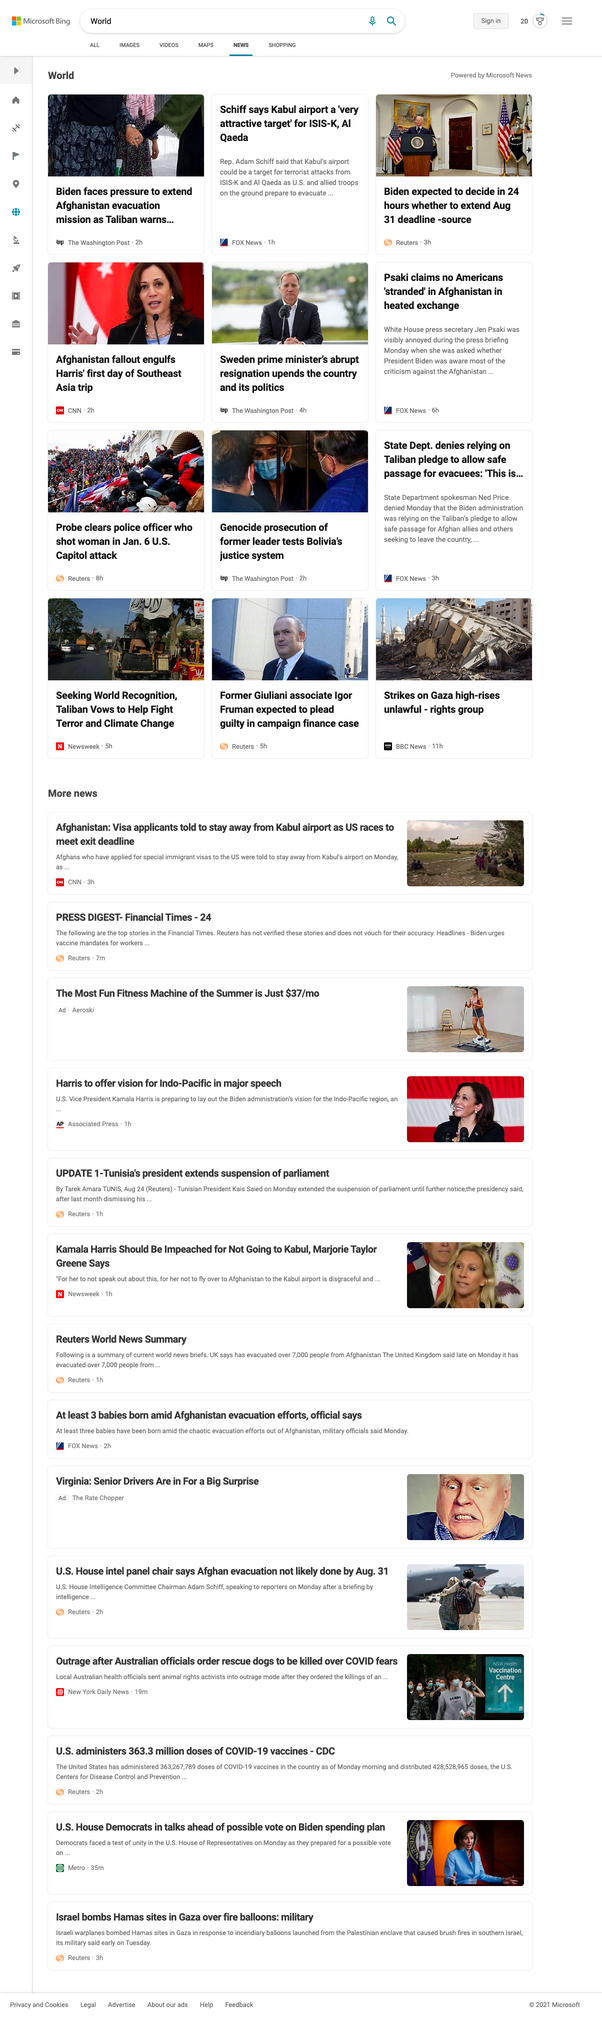 Microsoft Bing
World
Sign in
20
ALL
IMAGES
VIDEOS
MAPS
NEWS
SHOPPING
World
Powered by Microsoft News
Biden faces pressure to extend
Afghanistan evacuation
mission as Taliban warns...
wp The Washington Post · 2h
Schiff says Kabul airport a 'very
attractive target' for ISIS-K, Al
Qaeda
Rep. Adam Schiff said that Kabul's airport
could be a target for terrorist attacks from
ISIS-K and Al Qaeda as U.S. and allied troops
on the ground prepare to evacuate ...
FOX News · 1h
Biden expected to decide in 24
hours whether to extend Aug
31 deadline -source
Reuters · 3h
Afghanistan fallout engulfs
Harris' first day of Southeast
Asia trip
CNN · 2h
Sweden prime minister's abrupt
resignation upends the country
and its politics
wp The Washington Post · 4h
Psaki claims no Americans
'stranded' in Afghanistan in
heated exchange
White House press secretary Jen Psaki was
visibly annoyed during the press briefing
Monday when she was asked whether
President Biden was aware most of the
criticism against the Afghanistan ...
FOX News · 6h
Probe clears police officer who
shot woman in Jan. 6 U.S.
Capitol attack
Reuters · 8h
Genocide prosecution of
former leader tests Bolivia's
justice system
wp The Washington Post · 2h
State Dept. denies relying on
Taliban pledge to allow safe
passage for evacuees: 'This is...
State Department spokesman Ned Price
denied Monday that the Biden administration
was relying on the Taliban's pledge to allow
safe passage for Afghan allies and others
seeking to leave the country, ...
FOX News · 3h
Seeking World Recognition,
Taliban Vows to Help Fight
Terror and Climate Change
N Newsweek · 5h
Former Giuliani associate Igor
Fruman expected to plead
guilty in campaign finance case
Reuters · 5h
Strikes on Gaza high-rises
unlawful - rights group
BBC News · 11h
More news
Afghanistan: Visa applicants told to stay away from Kabul airport as US races to
meet exit deadline
Afghans who have applied for special immigrant visas to the US were told to stay away from Kabul's airport on Monday,
as ...
CNN · 3h
PRESS DIGEST- Financial Times - 24
The following are the top stories in the Financial Times. Reuters has not verified these stories and does not vouch for their accuracy. Headlines - Biden urges
vaccine mandates for workers ...
Reuters · 7m
The Most Fun Fitness Machine of the Summer is Just $37/mo
Ad Aeroski
Harris to offer vision for Indo-Pacific in major speech
U.S. Vice President Kamala Harris is preparing to lay out the Biden administration's vision for the Indo-Pacific region, an
...
AP Associated Press · 1h
UPDATE 1-Tunisia's president extends suspension of parliament
By Tarek Amara TUNIS, Aug 24 (Reuters) - Tunisian President Kais Saied on Monday extended the suspension of parliament until further notice,the presidency said,
after last month dismissing his ...
Reuters · 1h
Kamala Harris Should Be Impeached for Not Going to Kabul, Marjorie Taylor
Greene Says
"For her to not speak out about this, for her not to fly over to Afghanistan to the Kabul airport is disgraceful and ...
N Newsweek · 1h
Reuters World News Summary
Following is a summary of current world news briefs. UK says has evacuated over 7,000 people from Afghanistan The United Kingdom said late on Monday it has
evacuated over 7,000 people from ...
Reuters · 1h
At least 3 babies born amid Afghanistan evacuation efforts, official says
At least three babies have been born amid the chaotic evacuation efforts out of Afghanistan, military officials said Monday.
FOX News · 2h
Virginia: Senior Drivers Are in For a Big Surprise
Ad The Rate Chopper
U.S. House intel panel chair says Afghan evacuation not likely done by Aug. 31
U.S. House Intelligence Committee Chairman Adam Schiff, speaking to reporters on Monday after a briefing by
intelligence ...
Reuters · 2h
Outrage after Australian officials order rescue dogs to be killed over COVID fears
Local Australian health officials sent animal rights activists into outrage mode after they ordered the killings of an ...
New York Daily News · 19m
NSW Health
Vaccination
Centre
U.S. administers 363.3 million doses of COVID-19 vaccines - CDC
The United States has administered 363,267,789 doses of COVID-19 vaccines in the country as of Monday morning and distributed 428,528,965 doses, the U.S.
Centers for Disease Control and Prevention ...
Reuters · 2h
U.S. House Democrats in talks ahead of possible vote on Biden spending plan
Democrats faced a test of unity in the U.S. House of Representatives on Monday as they prepared for a possible vote
on ...
Metro · 35m
Israel bombs Hamas sites in Gaza over fire balloons: military
Israeli warplanes bombed Hamas sites in Gaza in response to incendiary balloons launched from the Palestinian enclave that caused brush fires in southern Israel,
its military said early on Tuesday.
Reuters · 3h
Privacy and Cookies
Legal
Advertise
About our ads
Help
Feedback
© 2021 Microsoft